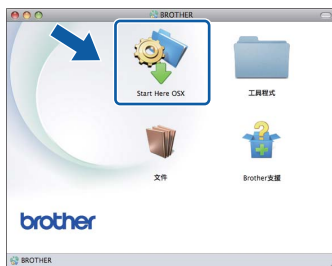 BROTHER
Start Here OSX
工具程式
文件
Brother支援
brother
BROTHER